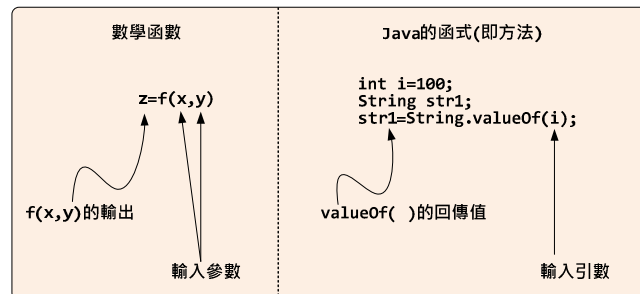 數學函數
z=f(x,y)
f(x,y)的輸出
輸入參數
Java的函式(即方法)
int i=100;
String str1;
str1=String.valueOf(i);
valueOf( )的回傳值
輸入引數